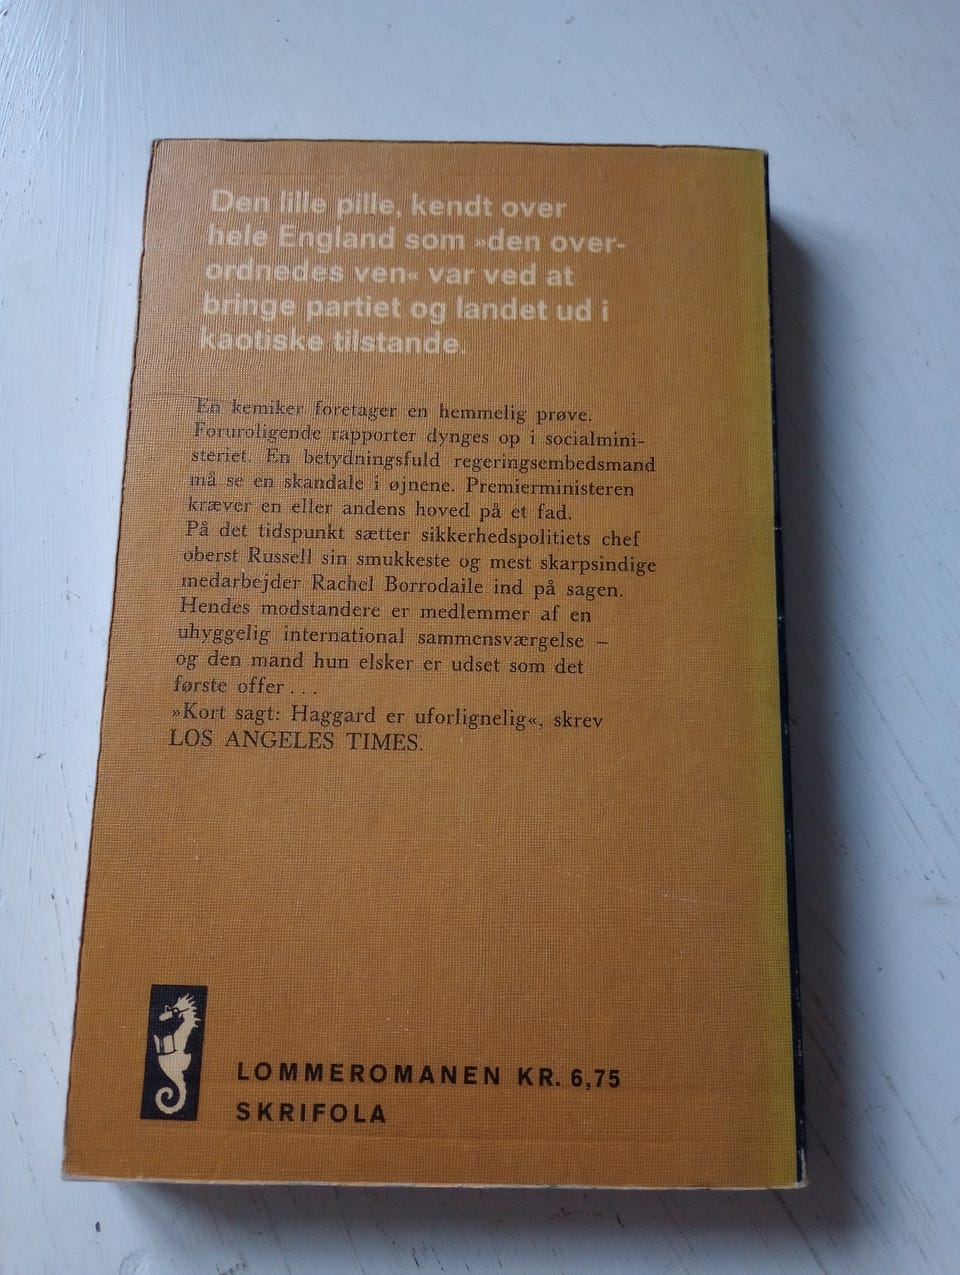 Den lille pille, kendt over
hele England som »den over-
ordnedes ven« var ved at
bringe partiet og landet ud i
kaotiske tilstande.
En kemiker foretager en hemmelig prøve.
Foruroligende rapporter dynges op i socialmini-
steriet. En betydningsfuld regeringsembedsmand
må se en skandale i øjnene. Premierministeren
kræver en eller andens hoved på et fad.
På det tidspunkt sætter sikkerhedspolitiets chef
oberst Russell sin smukkeste og mest skarpsindige
medarbejder Rachel Borrodaile ind på sagen.
Hendes modstandere er medlemmer af en
uhyggelig international sammensværgelse –
og den mand hun elsker er udset som det
første offer . . .
»Kort sagt: Haggard er uforlignelig«, skrev
LOS ANGELES TIMES.
LOMMEROMANEN KR. 6,75
SKRIFOLA